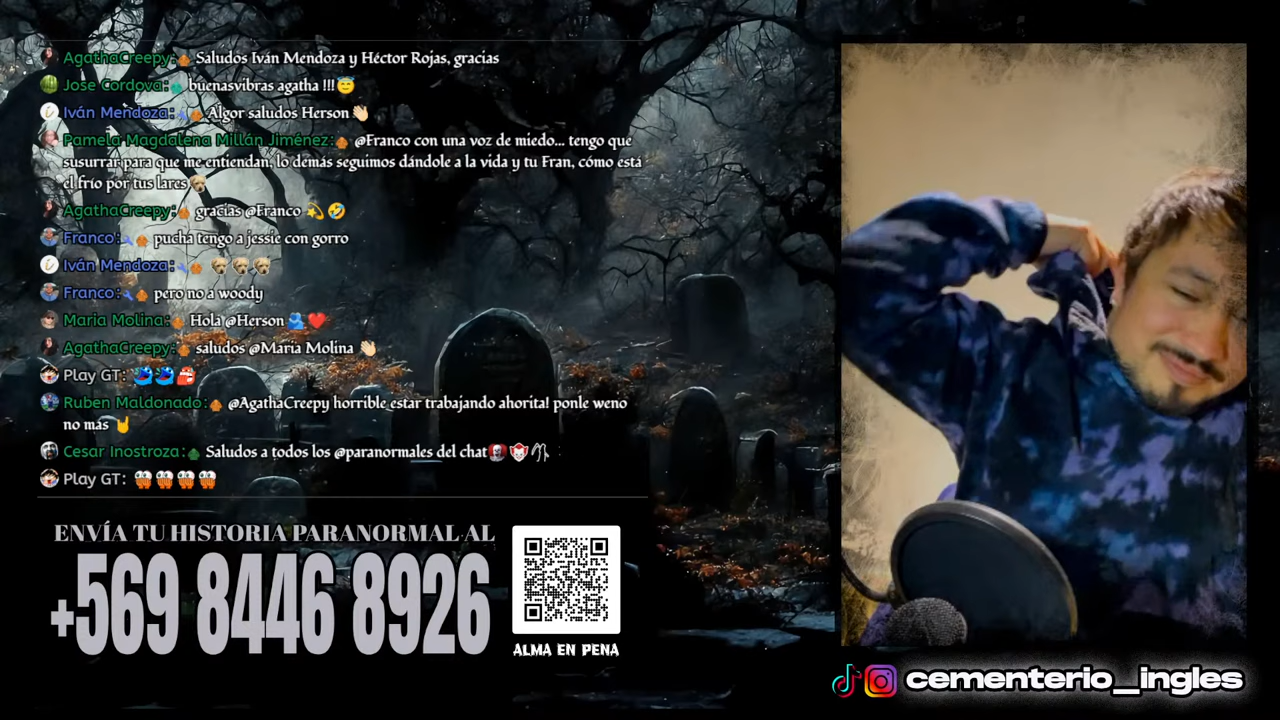 AgathaCreepy: Saludos Iván Mendoza y Héctor Rojas, gracias
Jose Cordova: buenasvibras agatha !!!
Iván Mendoza: Algor saludos Herson
Pamela Magdalena Millán Jiménez: @Franco con una voz de miedo... tengo que
susurrar para que me entiendan, lo demás seguimos dándole a la vida y tu Fran, cómo está
el frío por tus lares
AgathaCreepy: gracias @Franco
Franco: pucha tengo a jessie con gorro
Iván Mendoza:
Franco: pero no a woody
Maria Molina: Hola @Herson
AgathaCreepy: saludos @Maria Molina
Play GT:
Ruben Maldonado: @AgathaCreepy horrible estar trabajando ahorita! ponle weno
no más
Cesar Inostroza: Saludos a todos los @paranormales del chat
Play GT:
ENVÍA TU HISTORIA PARANORMAL AL
+569 8446 8926
ALMA EN PENA
cementerio_ingles